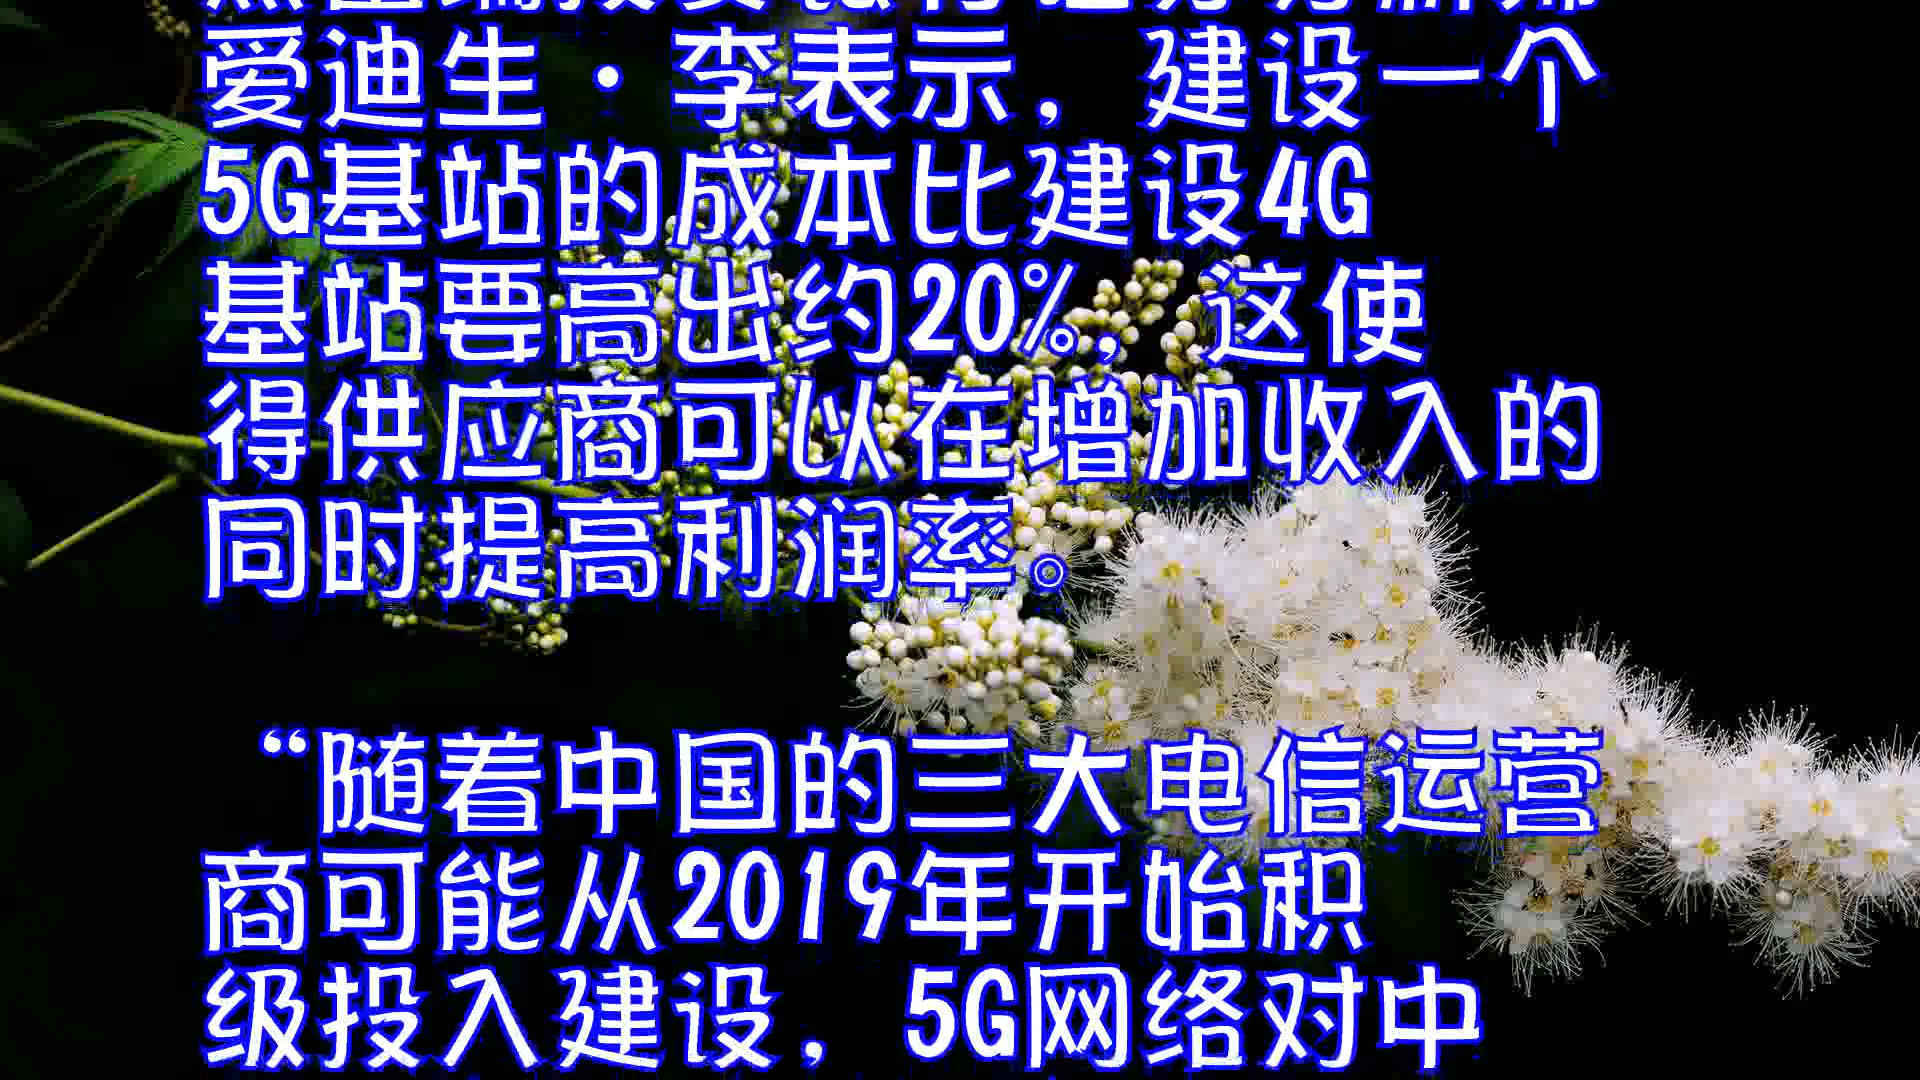 爱迪生·李表示，建设一个
5G基站的成本比建设4G
基站要高出约20%，这使
得供应商可以在增加收入的
同时提高利润率。
“随着中国的三大电信运营
商可能从2019年开始积
级投入建设，5G网络对中